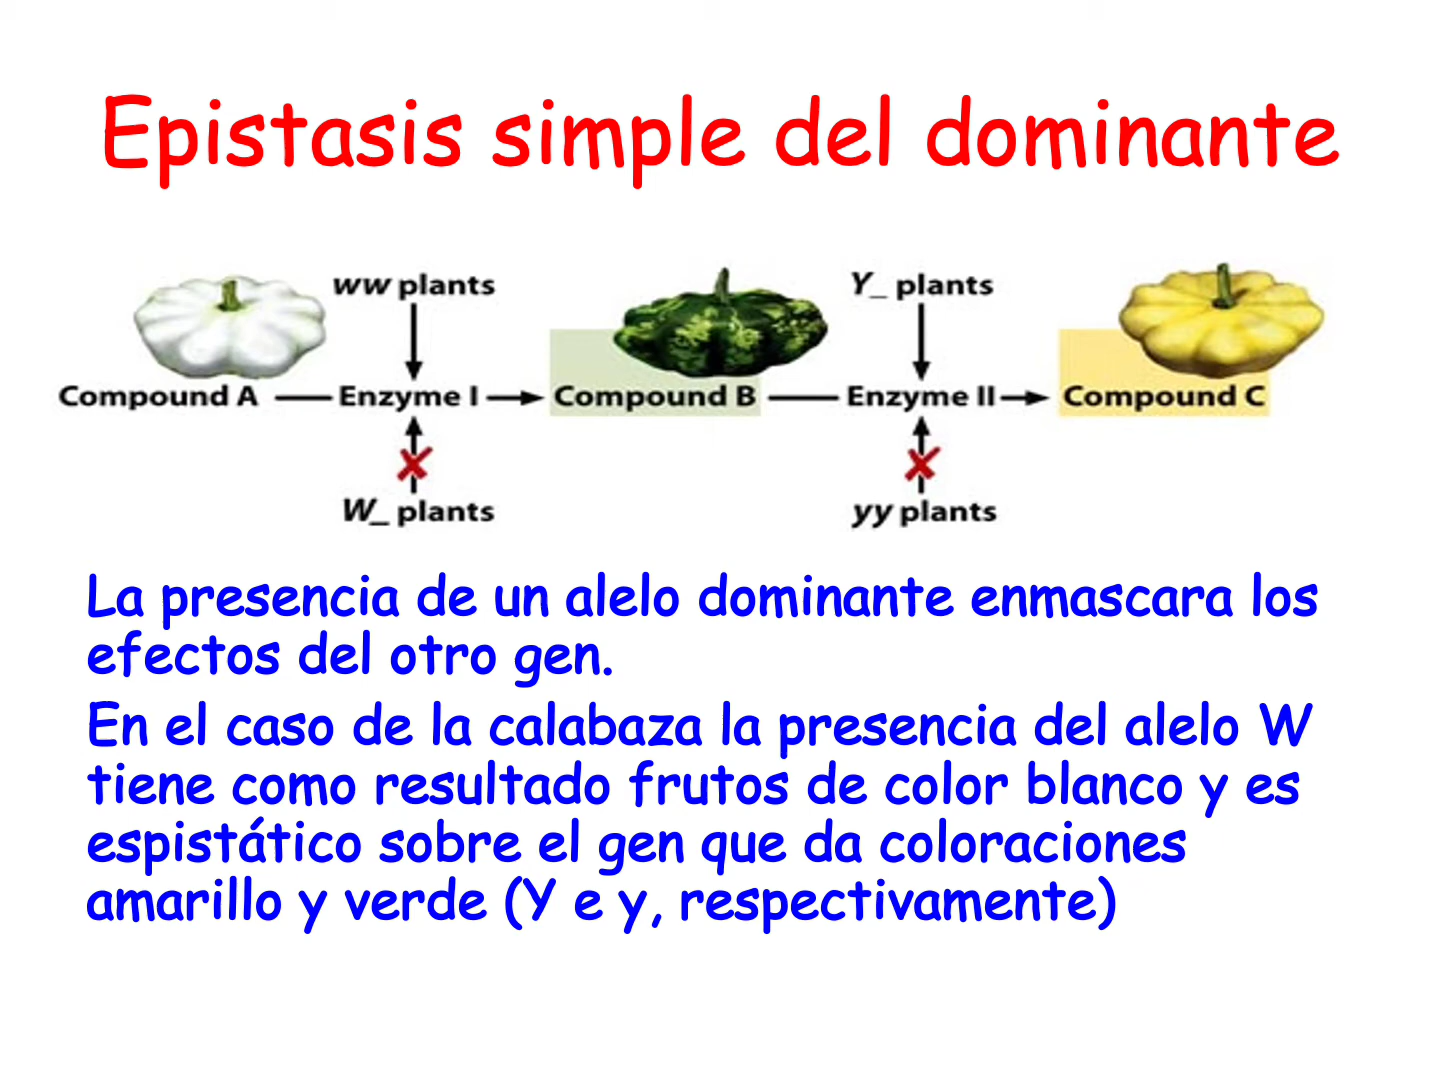 Epistasis simple del dominante
ww plants
Y_ plants
Compound A
Enzyme I
Compound B
Enzyme II
Compound C
W_ plants
yy plants
La presencia de un alelo dominante enmascara los
efectos del otro gen.
En el caso de la calabaza la presencia del alelo W
tiene como resultado frutos de color blanco y es
espistático sobre el gen que da coloraciones
amarillo y verde (Y e y, respectivamente)